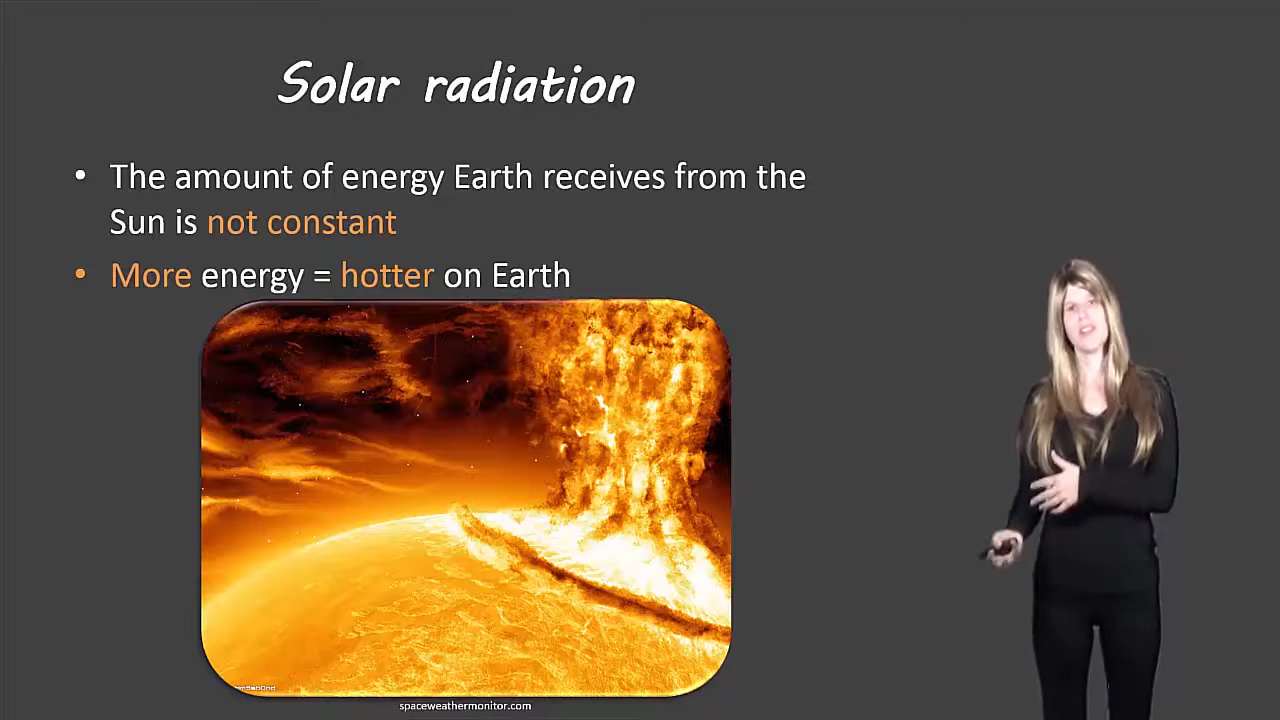 Solar radiation
• The amount of energy Earth receives from the
Sun is not constant
• More energy = hotter on Earth
spaceweathermonitor.com